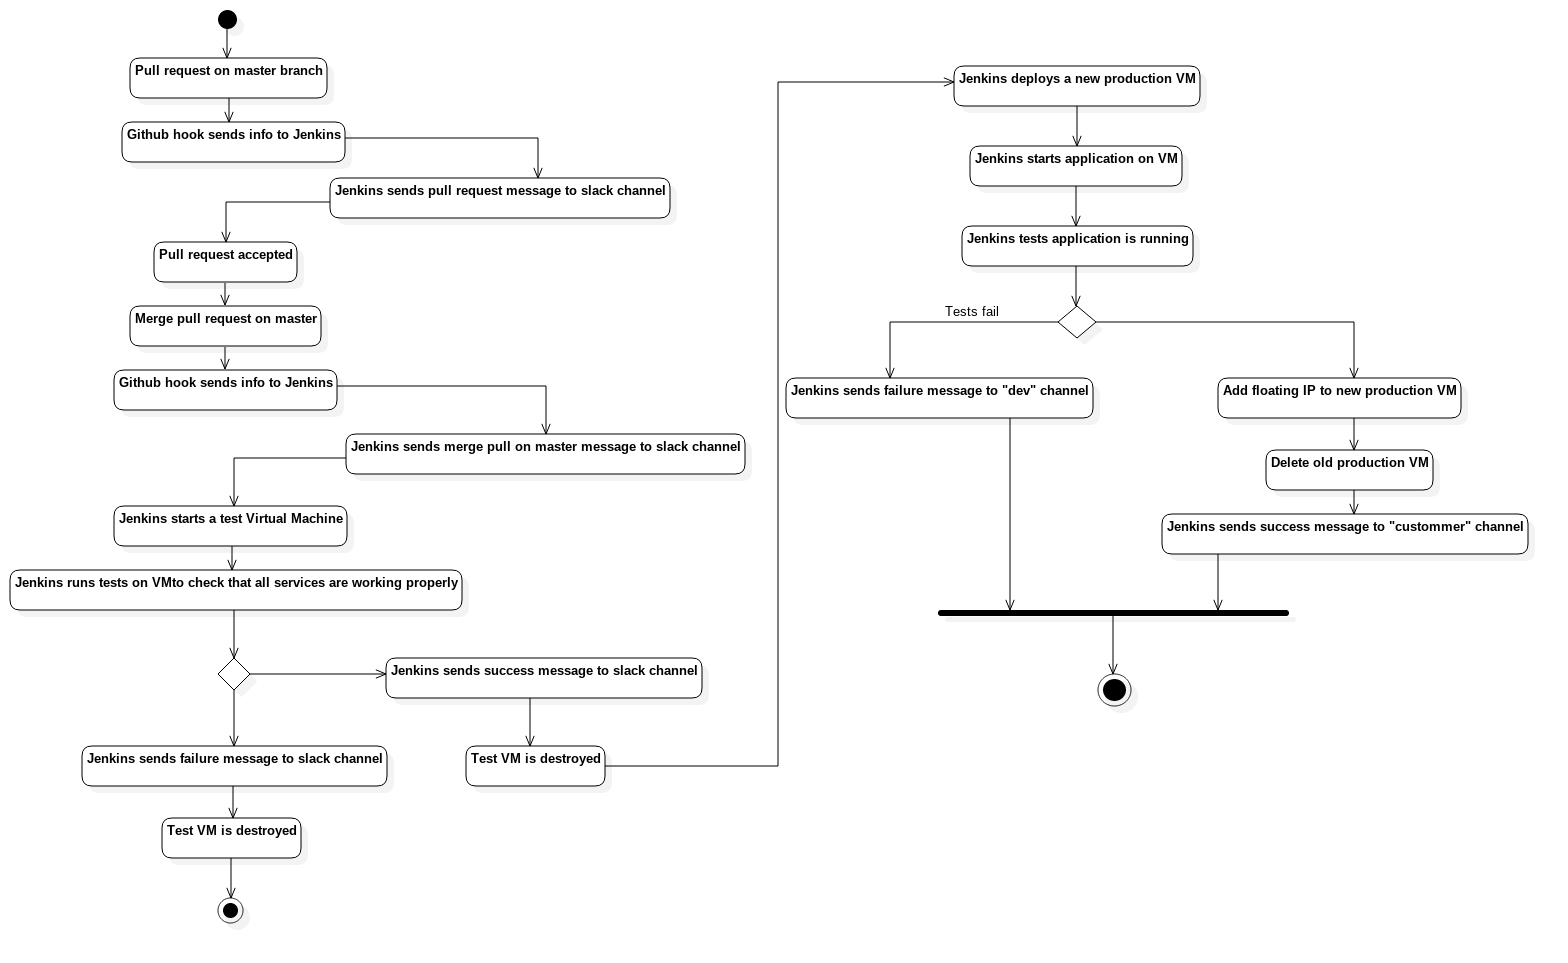 Pull request on master branch
Github hook sends info to Jenkins
Jenkins sends pull request message to slack channel
Pull request accepted
Merge pull request on master
Github hook sends info to Jenkins
Jenkins sends merge pull on master message to slack channel
Jenkins starts a test Virtual Machine
Jenkins runs tests on VMto check that all services are working properly
Jenkins sends success message to slack channel
Jenkins sends failure message to slack channel
Test VM is destroyed
Test VM is destroyed
Jenkins deploys a new production VM
Jenkins starts application on VM
Jenkins tests application is running
Tests fail
Jenkins sends failure message to "dev" channel
Add floating IP to new production VM
Delete old production VM
Jenkins sends success message to "custommer" channel